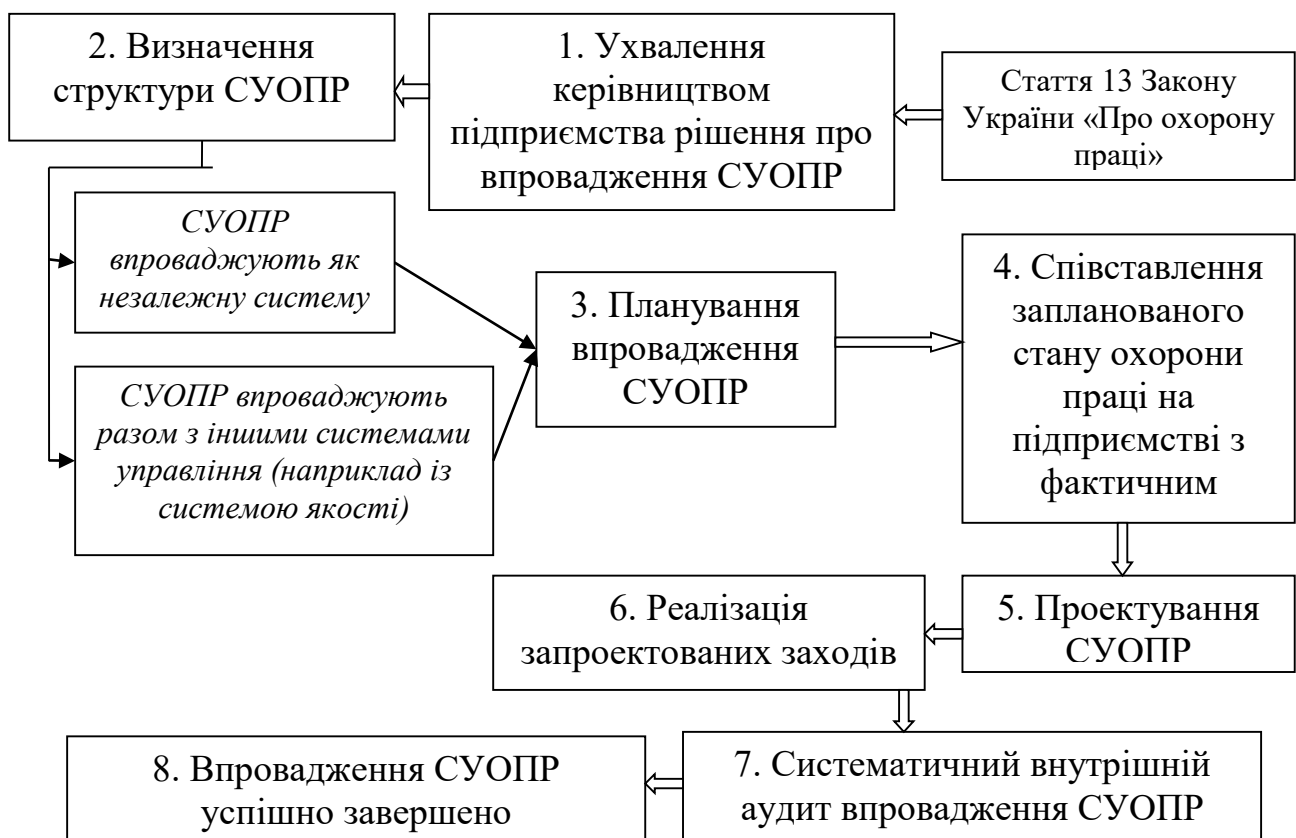 2. Визначення
структури СУОПР
1. Ухвалення
керівництвом
підприємства рішення про
впровадження СУОПР
Стаття 13 Закону
України «Про охорону
праці»
СУОПР
впроваджують як
незалежну систему
СУОПР впроваджують
разом з іншими системами
управління (наприклад із
системою якості)
3. Планування
впровадження
СУОПР
4. Співставлення
запланованого
стану охорони
праці на
підприємстві з
фактичним
5. Проектування
СУОПР
6. Реалізація
запроектованих заходів
7. Систематичний внутрішній
аудит впровадження СУОПР
8. Впровадження СУОПР
успішно завершено